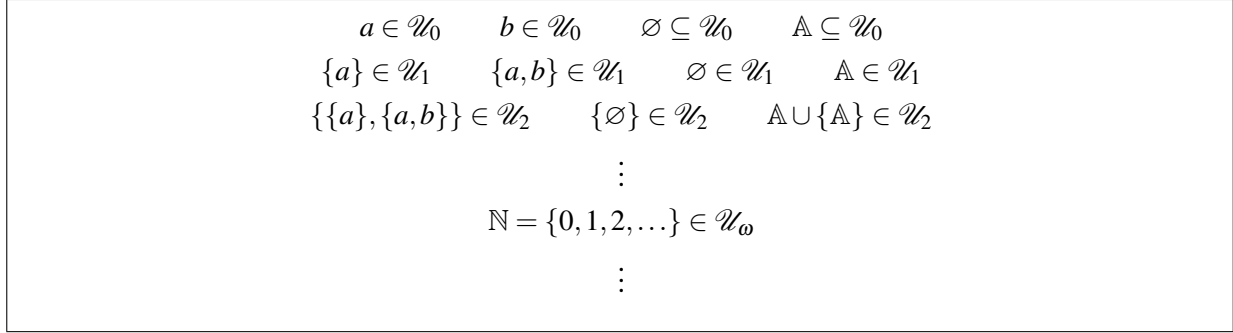 a ∈ 𝒰₀ b ∈ 𝒰₀ ∅ ⊆ 𝒰₀ 𝔸 ⊆ 𝒰₀
{a} ∈ 𝒰₁ {a,b} ∈ 𝒰₁ ∅ ∈ 𝒰₁ 𝔸 ∈ 𝒰₁
{{a},{a,b}} ∈ 𝒰₂ {∅} ∈ 𝒰₂ 𝔸∪{𝔸} ∈ 𝒰₂
⋮
ℕ = {0,1,2,...} ∈ 𝒰_ω
⋮